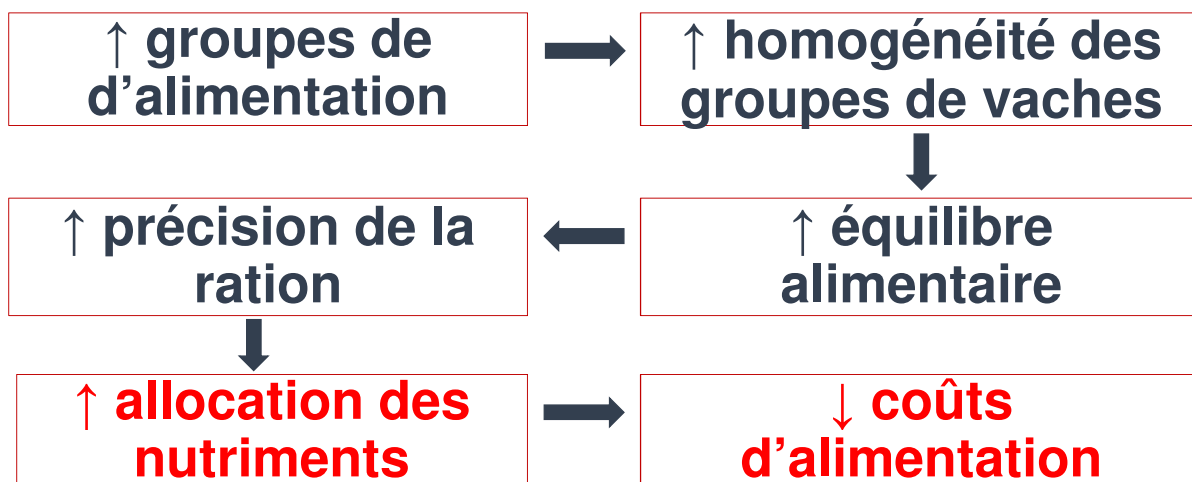 ↑ groupes de
d’alimentation
↑ homogénéité des
groupes de vaches
↑ équilibre
alimentaire
↑ précision de la
ration
↑ allocation des
nutriments
↓ coûts
d’alimentation